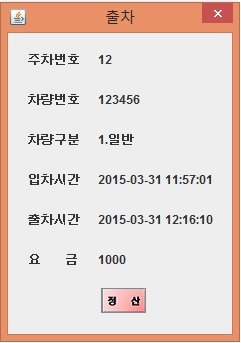 출차
주차번호 12
차량번호 123456
차량구분 1.일반
입차시간 2015-03-31 11:57:01
출차시간 2015-03-31 12:16:10
요 금 1000
정 산